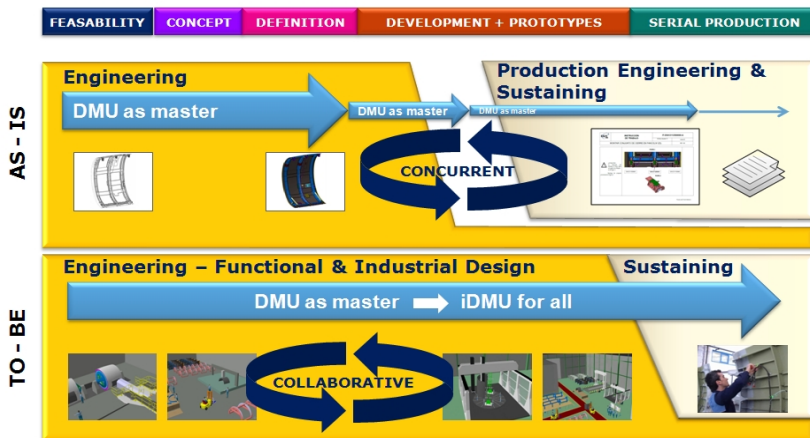 FEASABILITY CONCEPT DEFINITION DEVELOPMENT + PROTOTYPES SERIAL PRODUCTION
AS - IS
Engineering
Production Engineering &
Sustaining
DMU as master
DMU as master
DMU as master
CONCURRENT
TO - BE
Engineering – Functional & Industrial Design
Sustaining
DMU as master iDMU for all
COLLABORATIVE